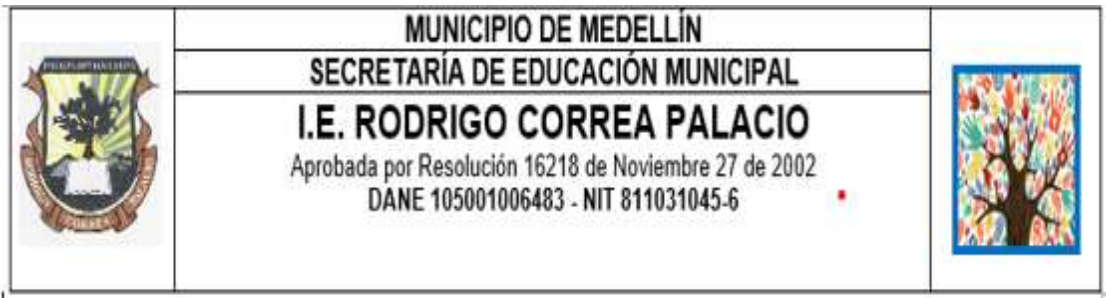 MUNICIPIO DE MEDELLÍN
SECRETARÍA DE EDUCACIÓN MUNICIPAL
I.E. RODRIGO CORREA PALACIO
Aprobada por Resolución 16218 de Noviembre 27 de 2002
DANE 105001006483 - NIT 811031045-6